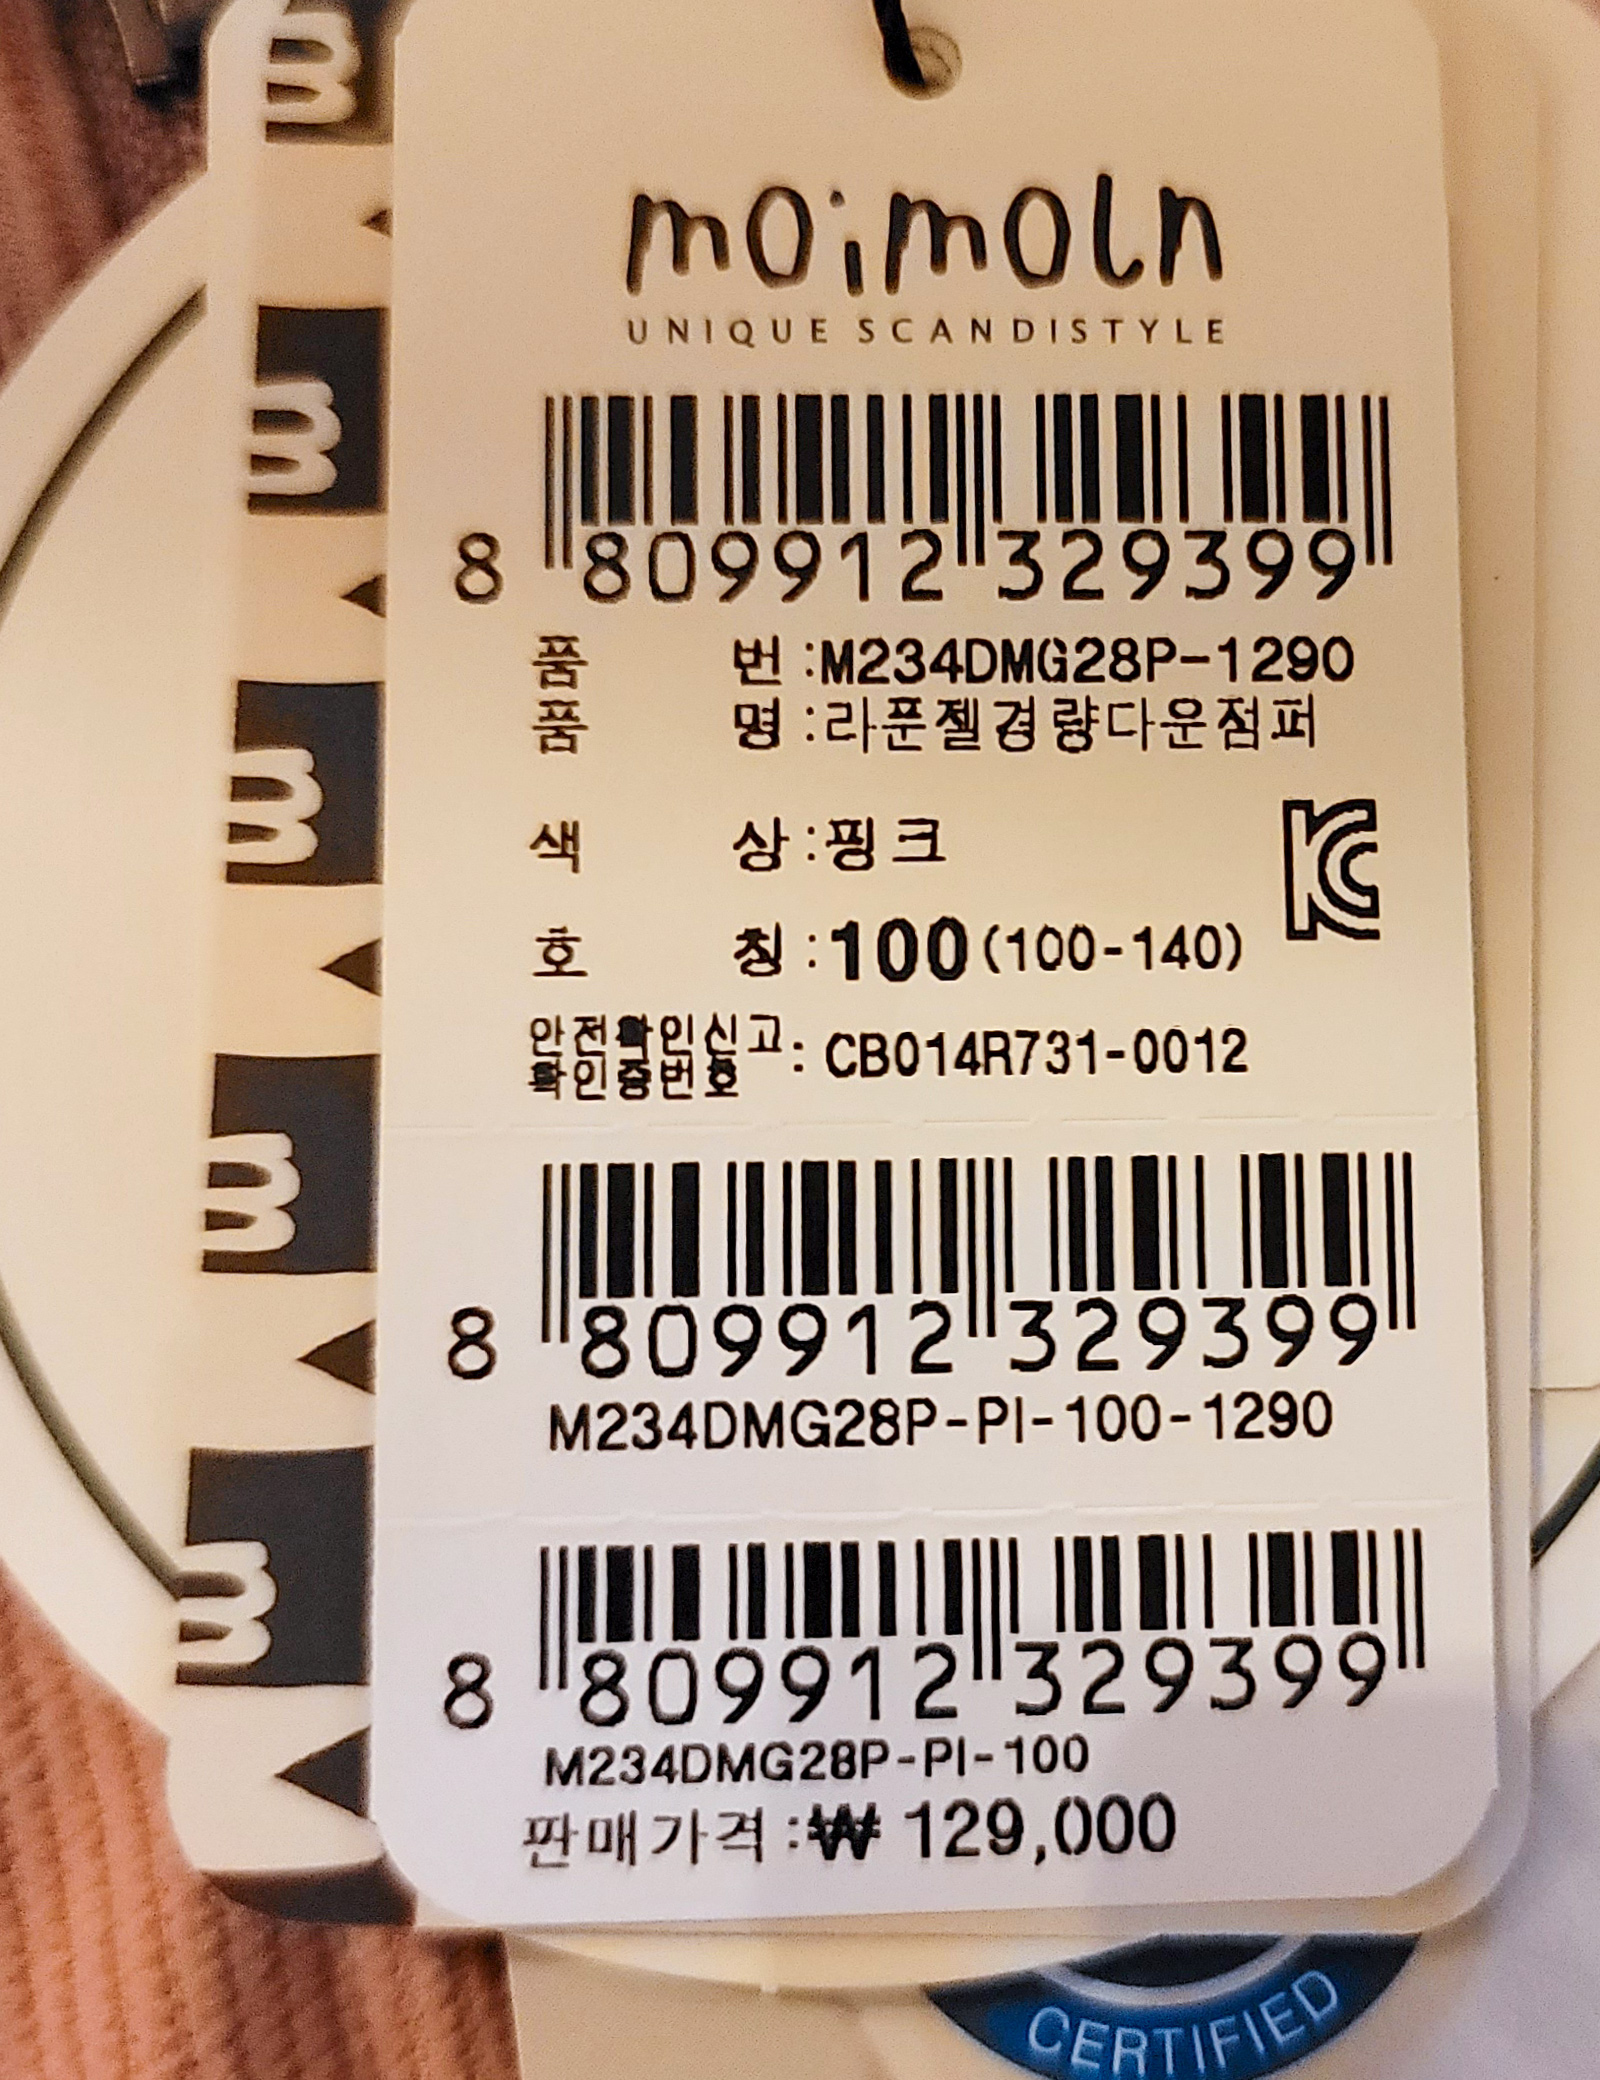 moimoln
UNIQUE SCANDISTYLE
8 809912 329399
품 번 :M234DMG28P-1290
품 명 :라푼젤경량다운점퍼
색 상 :핑크
호 칭 :100(100-140)
안전확인신고
확인증번호 : CB014R731-0012
8 809912 329399
M234DMG28P-PI-100-1290
8 809912 329399
M234DMG28P-PI-100
판매가격 :₩ 129,000
CERTIFIED